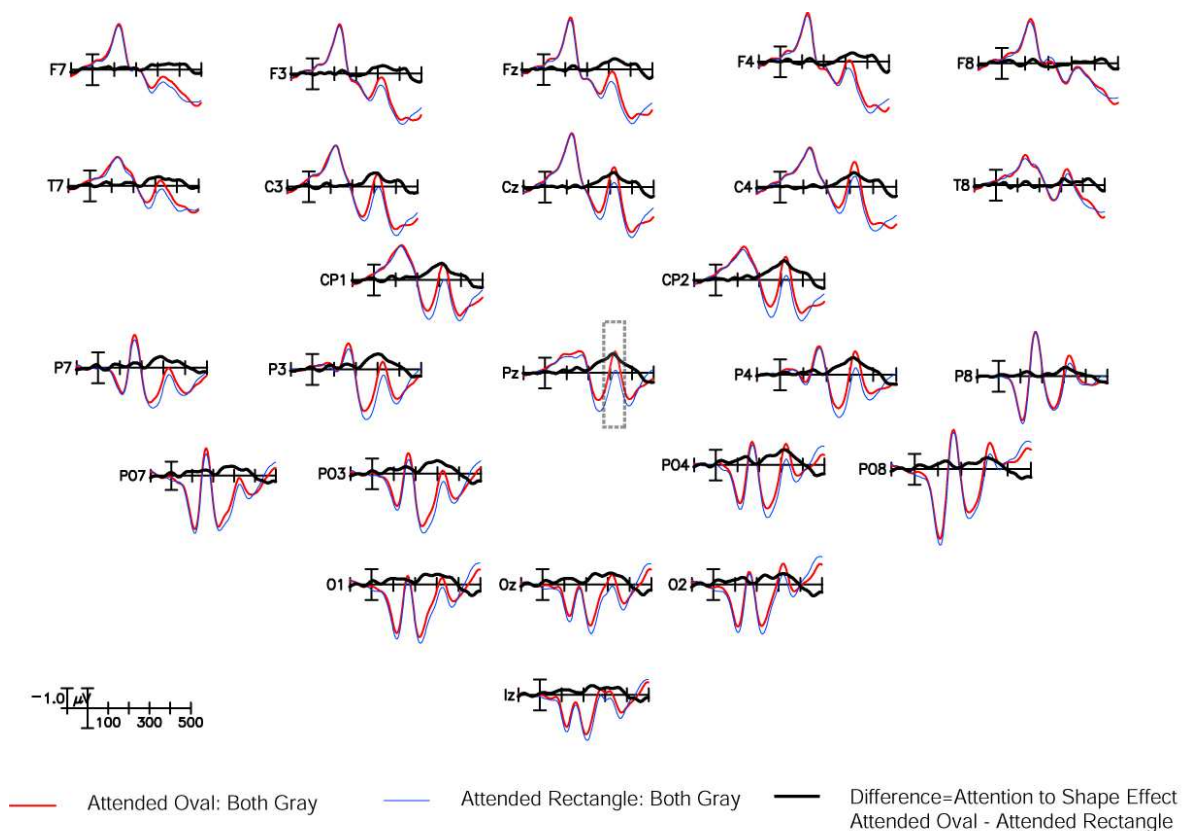 F7 F3 Fz F4 F8
T7 C3 Cz C4 T8
CP1 CP2
P7 P3 Pz P4 P8
PO7 PO3 PO4 PO8
O1 Oz O2
Iz
−1.0 μV
100 300 500
Attended Oval: Both Gray
Attended Rectangle: Both Gray
Difference=Attention to Shape Effect
Attended Oval - Attended Rectangle